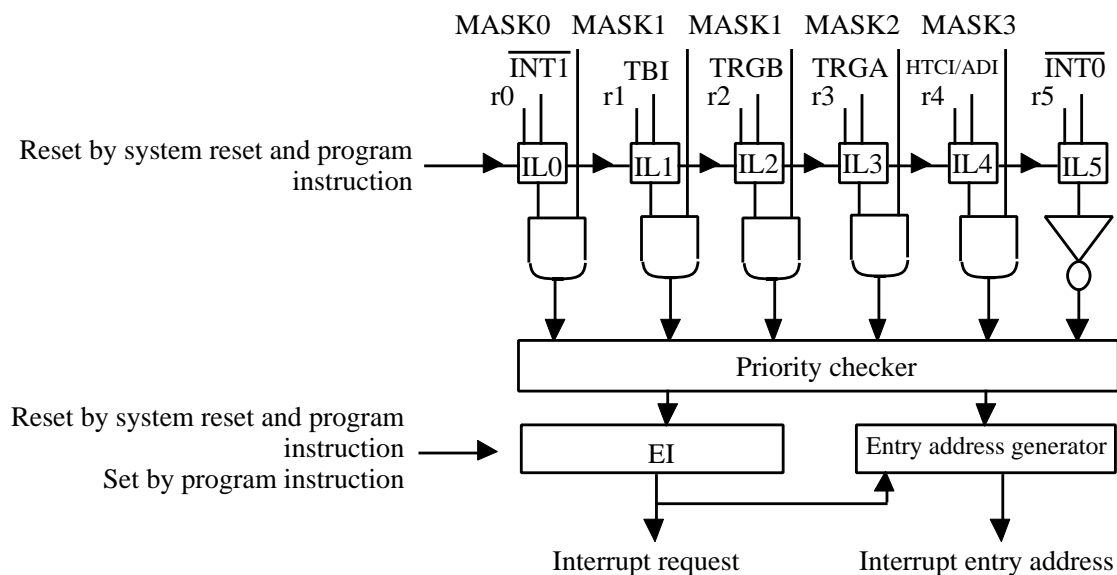 MASK0 MASK1 MASK1 MASK2 MASK3
INT1 TBI TRGB TRGA HTCI/ADI INT0
r0 r1 r2 r3 r4 r5
Reset by system reset and program
instruction
IL0 IL1 IL2 IL3 IL4 IL5
Priority checker
Reset by system reset and program
instruction
Set by program instruction
EI
Entry address generator
Interrupt request
Interrupt entry address